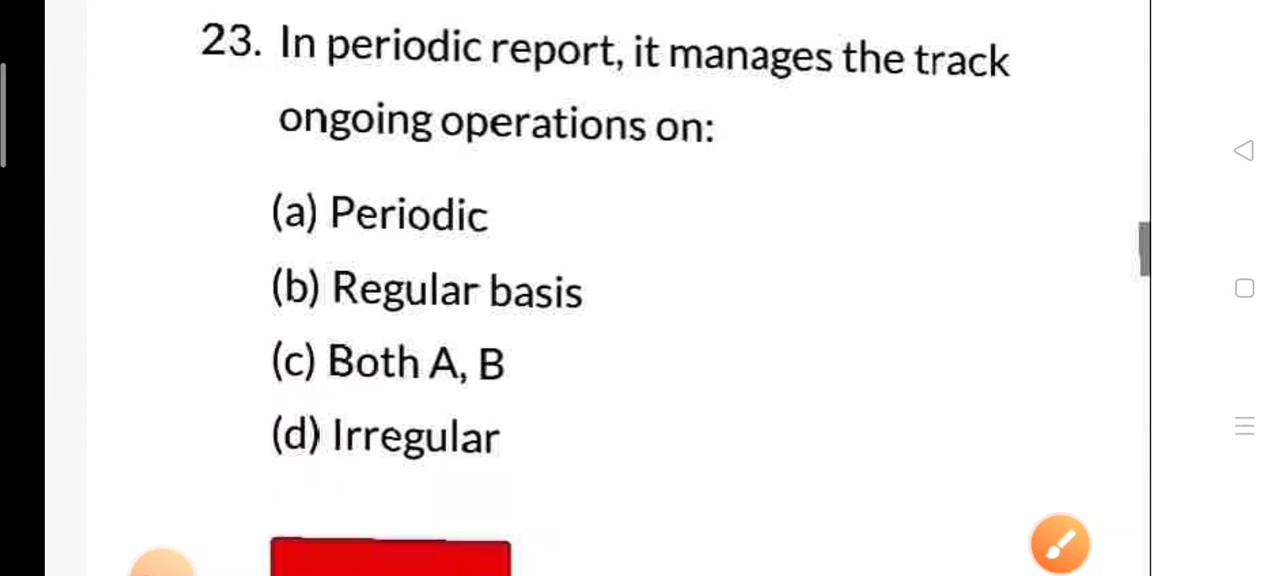 23. In periodic report, it manages the track
ongoing operations on:
(a) Periodic
(b) Regular basis
(c) Both A, B
(d) Irregular